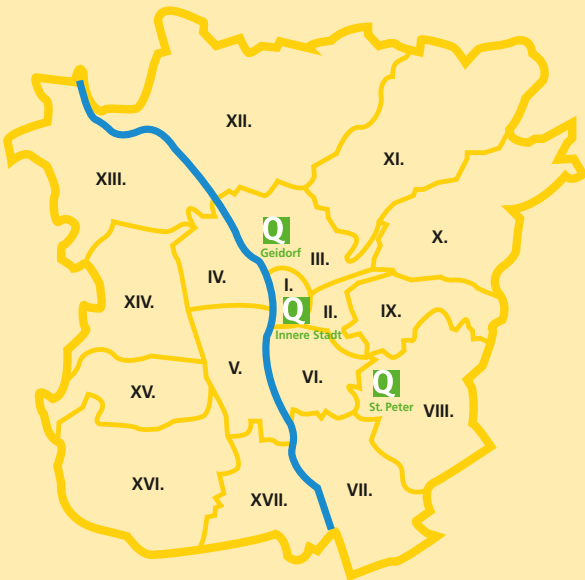 XII.
XI.
XIII.
Q
Geidorf
X.
III.
IV.
I.
XIV.
Q
II.
IX.
Innere Stadt
V.
VI.
Q
XV.
St. Peter
VIII.
XVI.
VII.
XVII.